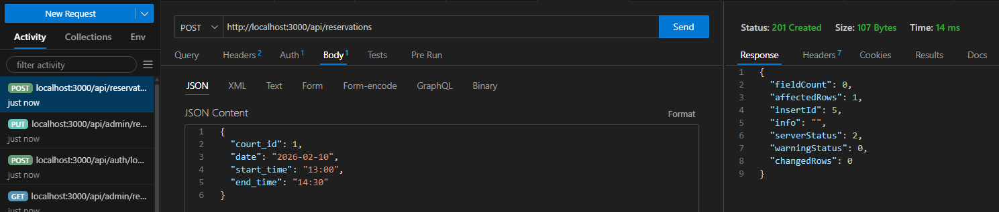 New Request
Activity Collections Env
filter activity
POST localhost:3000/api/reservat...
just now
PUT localhost:3000/api/admin/re...
just now
POST localhost:3000/api/auth/lo...
just now
GET localhost:3000/api/admin/re...
just now
POST http://localhost:3000/api/reservations Send
Query Headers 2 Auth 1 Body 1 Tests Pre Run
JSON XML Text Form Form-encode GraphQL Binary
JSON Content Format
1 {
2 "court_id": 1,
3 "date": "2026-02-10",
4 "start_time": "13:00",
5 "end_time": "14:30"
6 }
Status: 201 Created Size: 107 Bytes Time: 14 ms
Response Headers 7 Cookies Results Docs
1 {
2 "fieldCount": 0,
3 "affectedRows": 1,
4 "insertId": 5,
5 "info": "",
6 "serverStatus": 2,
7 "warningStatus": 0,
8 "changedRows": 0
9 }